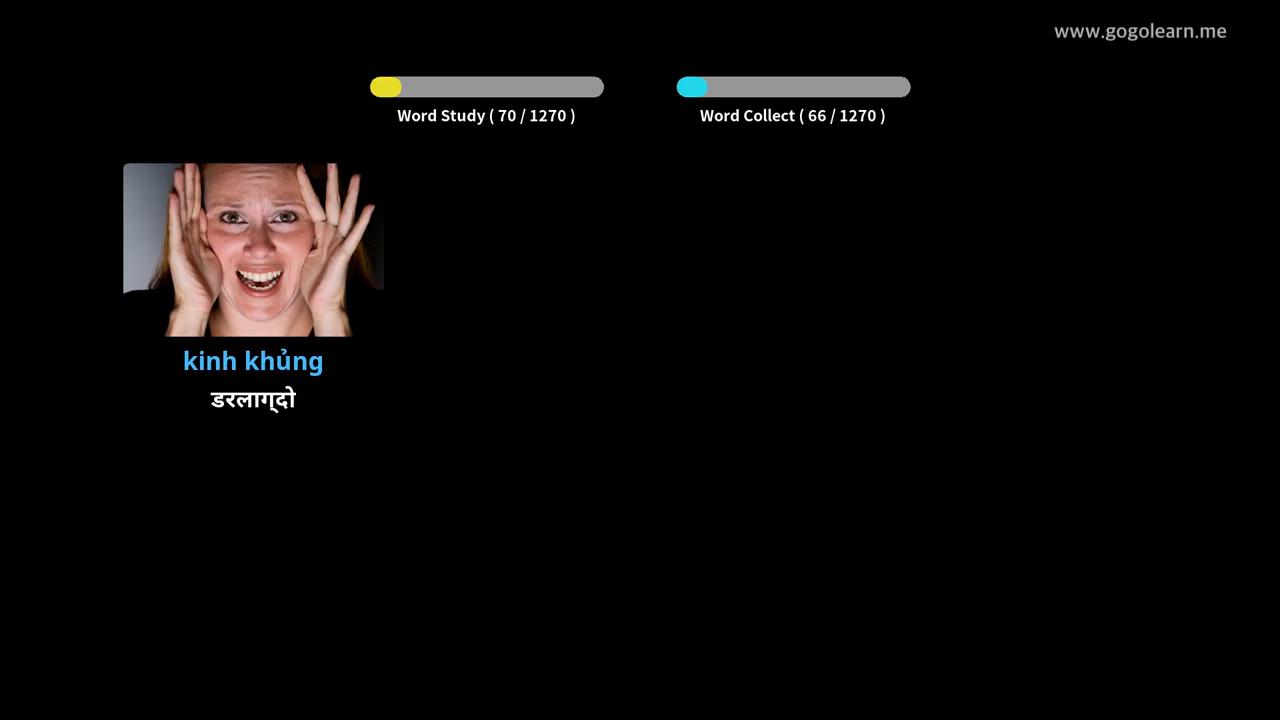 www.gogolearn.me
Word Study ( 70 / 1270 )
Word Collect ( 66 / 1270 )
kinh khủng
डरलाग्दो